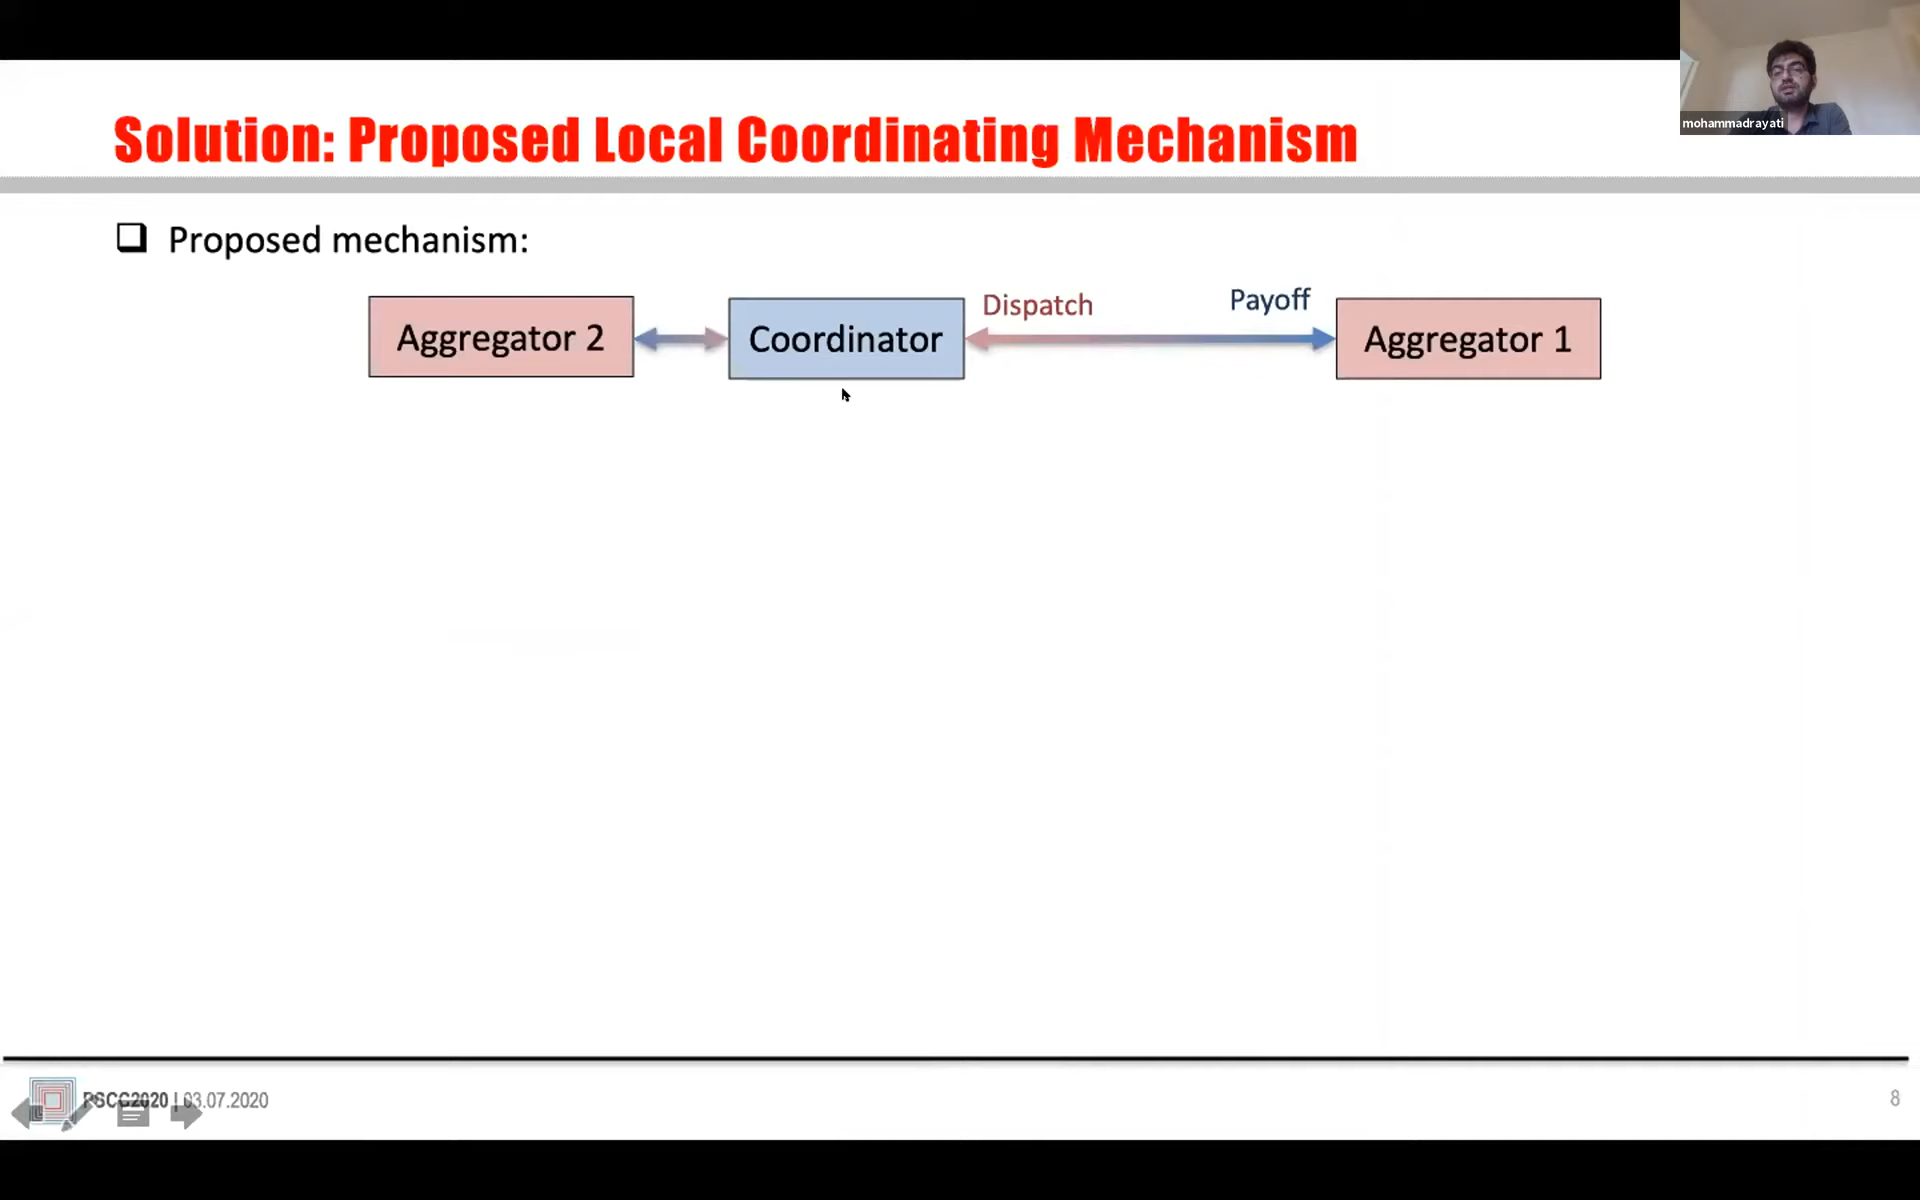 mohammadrayati
Solution: Proposed Local Coordinating Mechanism
Proposed mechanism:
Aggregator 2
Coordinator
Dispatch
Payoff
Aggregator 1
PSCC2020 | 03.07.2020
8